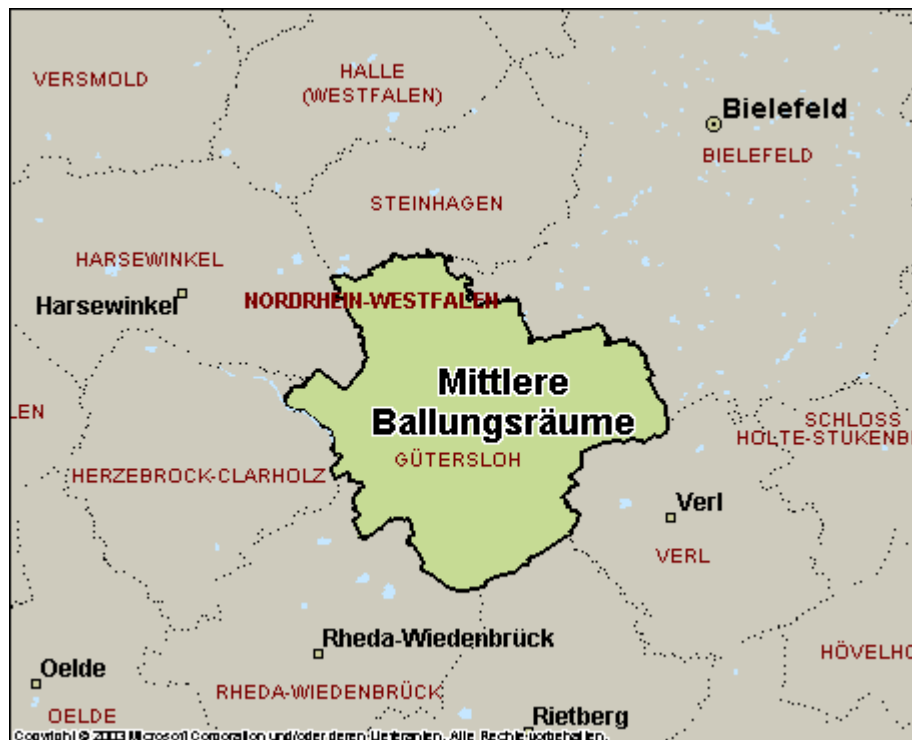 VERSMOLD
HALLE
(WESTFALEN)
Bielefeld
BIELEFELD
STEINHAGEN
HARSEWINKEL
Harsewinkel
NORDRHEIN-WESTFALEN
Mittlere
Ballungsräume
LEN
SCHLOSS
HOLTE-STUKENB
GÜTERSLOH
HERZEBROCK-CLARHOLZ
Verl
VERL
Rheda-Wiedenbrück
HÖVELHO
Oelde
RHEDA-WIEDENBRÜCK
OELDE
Rietberg
Copyright © 2003 Microsoft Corporation und/oder deren Lieferanten. Alle Rechte vorbehalten.